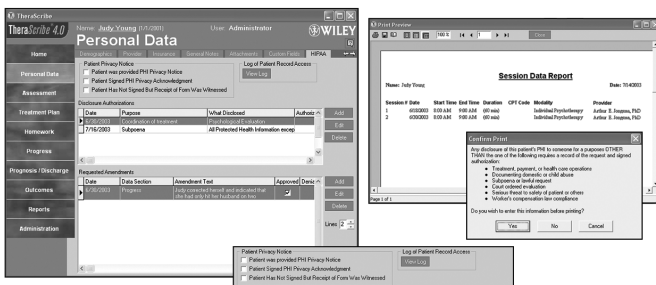 TheraScribe
TheraScribe® 4.0
Name: Judy Young (1/1/2001) User: Administrator
WILEY
Personal Data
Demographics Provider Insurance General Notes Attachments Custom Fields HIPAA
Home
Personal Data
Assessment
Treatment Plan
Homework
Progress
Prognosis / Discharge
Outcomes
Reports
Administration
Patient Privacy Notice
Patient was provided PHI Privacy Notice
Patient Signed PHI Privacy Acknowledgment
Patient Has Not Signed But Receipt of Form Was Witnessed
Log of Patient Record Access
View Log
Disclosure Authorizations
Date Purpose What Disclosed Authoriz
6/30/2003 Coordination of treatment Psychological Evaluation
7/16/2003 Subpoena All Protected Health Information excep
Add
Edit
Delete
Requested Amendments
Date Data Section Amendment Text Approved Denia
6/30/2003 Progress Judy corrected herself and indicated that
she had only hit her husband on two
Add
Edit
Delete
Lines 2
Print Preview
100% 1 Close
Session Data Report
Name: Judy Young Date: 7/14/2003
Session # Date Start Time End Time Duration CPT Code Modality Provider
1 6/18/2003 8:00 AM 9:00 AM (60 min) Individual Psychotherapy Arthur E. Jongsma, PhD
2 6/20/2003 8:00 AM 9:00 AM (60 min) Individual Psychotherapy Arthur E. Jongsma, PhD
Page 1 of 1
Confirm Print
Any disclosure of this patient's PHI to someone for a purposes OTHER
THAN the one of the following requires a record of the request and signed
authorization:
• Treatment, payment, or health care operations
• Documenting domestic or child abuse
• Subpoena or lawful request
• Court ordered evaluation
• Serious threat to safety of patient or others
• Worker's compensation law compliance
Do you wish to enter this information before printing?
Yes No Cancel
Patient Privacy Notice
Patient was provided PHI Privacy Notice
Patient Signed PHI Privacy Acknowledgment
Patient Has Not Signed But Receipt of Form Was Witnessed
Log of Patient Record Access
View Log